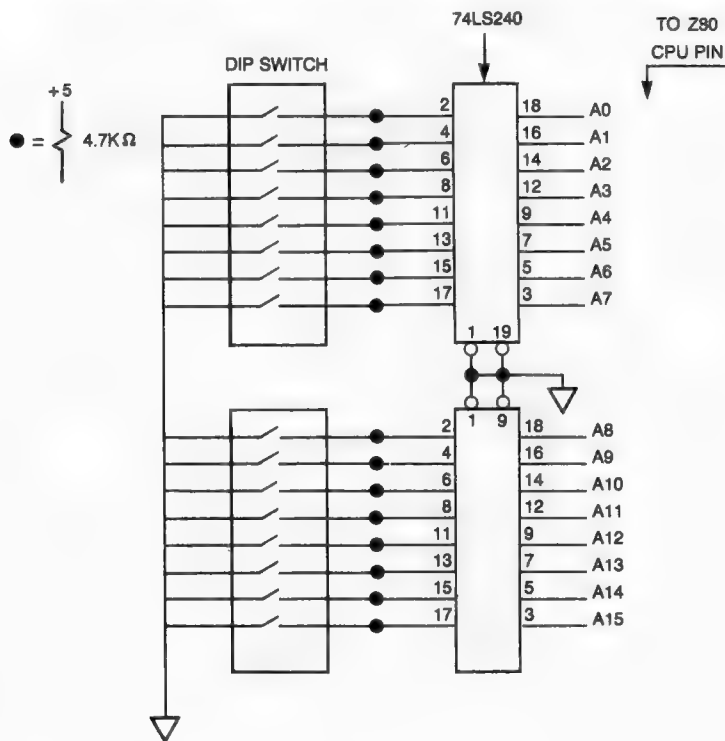 74LS240
TO Z80
CPU PIN
DIP SWITCH
+5
= 4.7KΩ
2 18 A0
4 16 A1
6 14 A2
8 12 A3
11 9 A4
13 7 A5
15 5 A6
17 3 A7
1 19
1 9
2 18 A8
4 16 A9
6 14 A10
8 12 A11
11 9 A12
13 7 A13
15 5 A14
17 3 A15